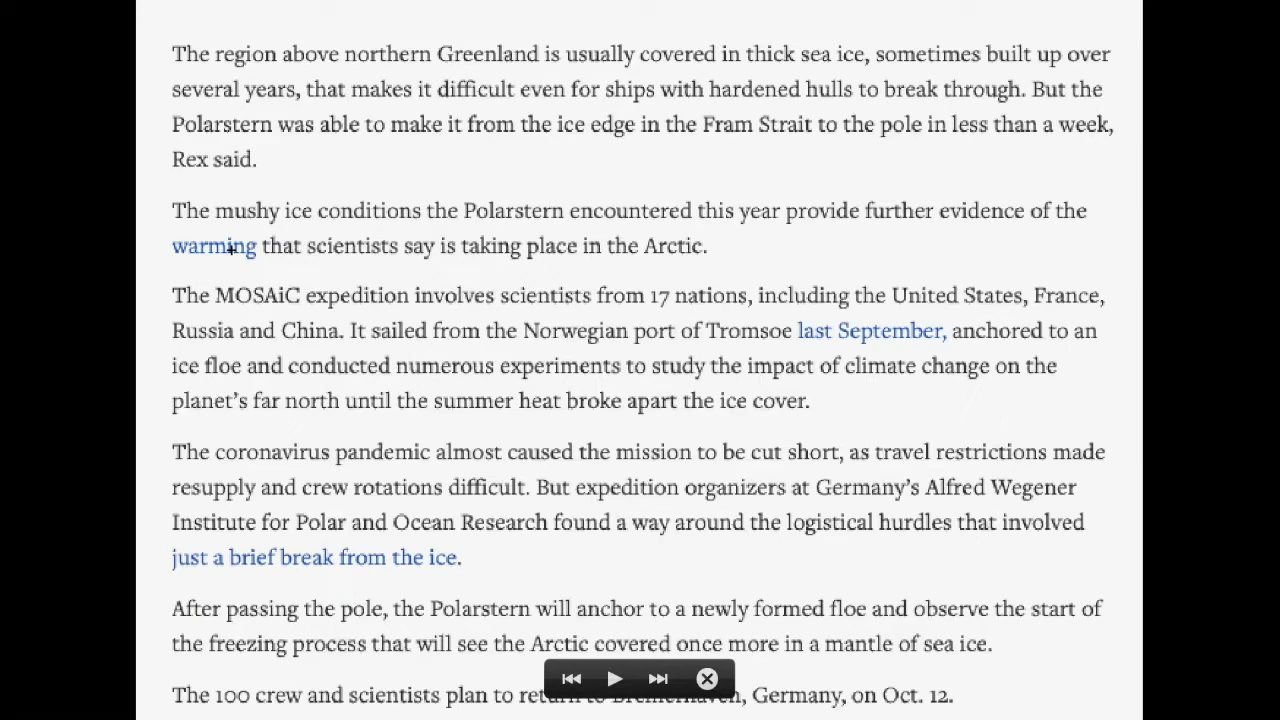 The region above northern Greenland is usually covered in thick sea ice, sometimes built up over
several years, that makes it difficult even for ships with hardened hulls to break through. But the
Polarstern was able to make it from the ice edge in the Fram Strait to the pole in less than a week,
Rex said.
The mushy ice conditions the Polarstern encountered this year provide further evidence of the
warming that scientists say is taking place in the Arctic.
The MOSAiC expedition involves scientists from 17 nations, including the United States, France,
Russia and China. It sailed from the Norwegian port of Tromsoe last September, anchored to an
ice floe and conducted numerous experiments to study the impact of climate change on the
planet's far north until the summer heat broke apart the ice cover.
The coronavirus pandemic almost caused the mission to be cut short, as travel restrictions made
resupply and crew rotations difficult. But expedition organizers at Germany's Alfred Wegener
Institute for Polar and Ocean Research found a way around the logistical hurdles that involved
just a brief break from the ice.
After passing the pole, the Polarstern will anchor to a newly formed floe and observe the start of
the freezing process that will see the Arctic covered once more in a mantle of sea ice.
The 100 crew and scientists plan to return to Bremerhaven, Germany, on Oct. 12.